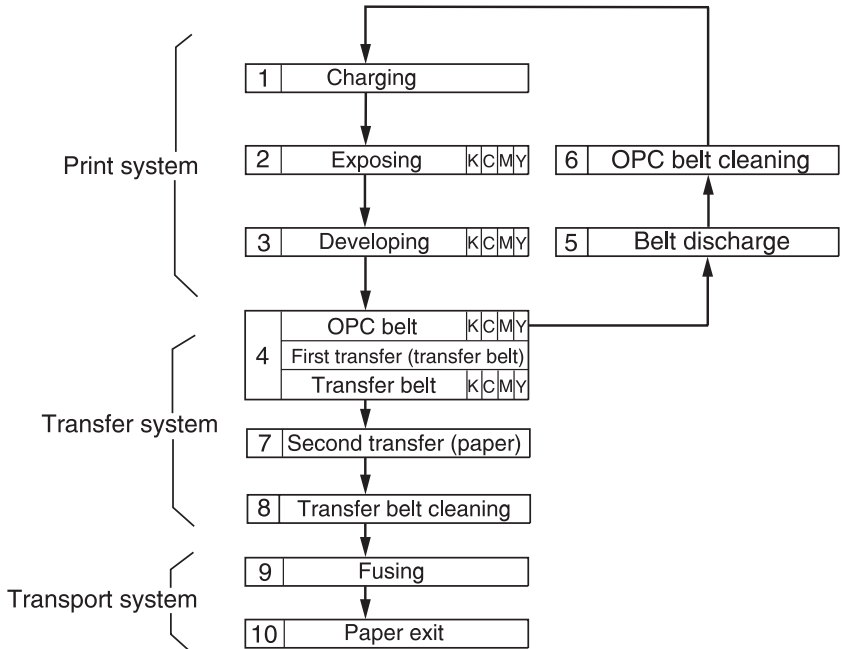 1 Charging
Print system
2 Exposing K C M Y
6 OPC belt cleaning
3 Developing K C M Y
5 Belt discharge
4
OPC belt K C M Y
First transfer (transfer belt)
Transfer belt K C M Y
Transfer system
7 Second transfer (paper)
8 Transfer belt cleaning
9 Fusing
Transport system
10 Paper exit